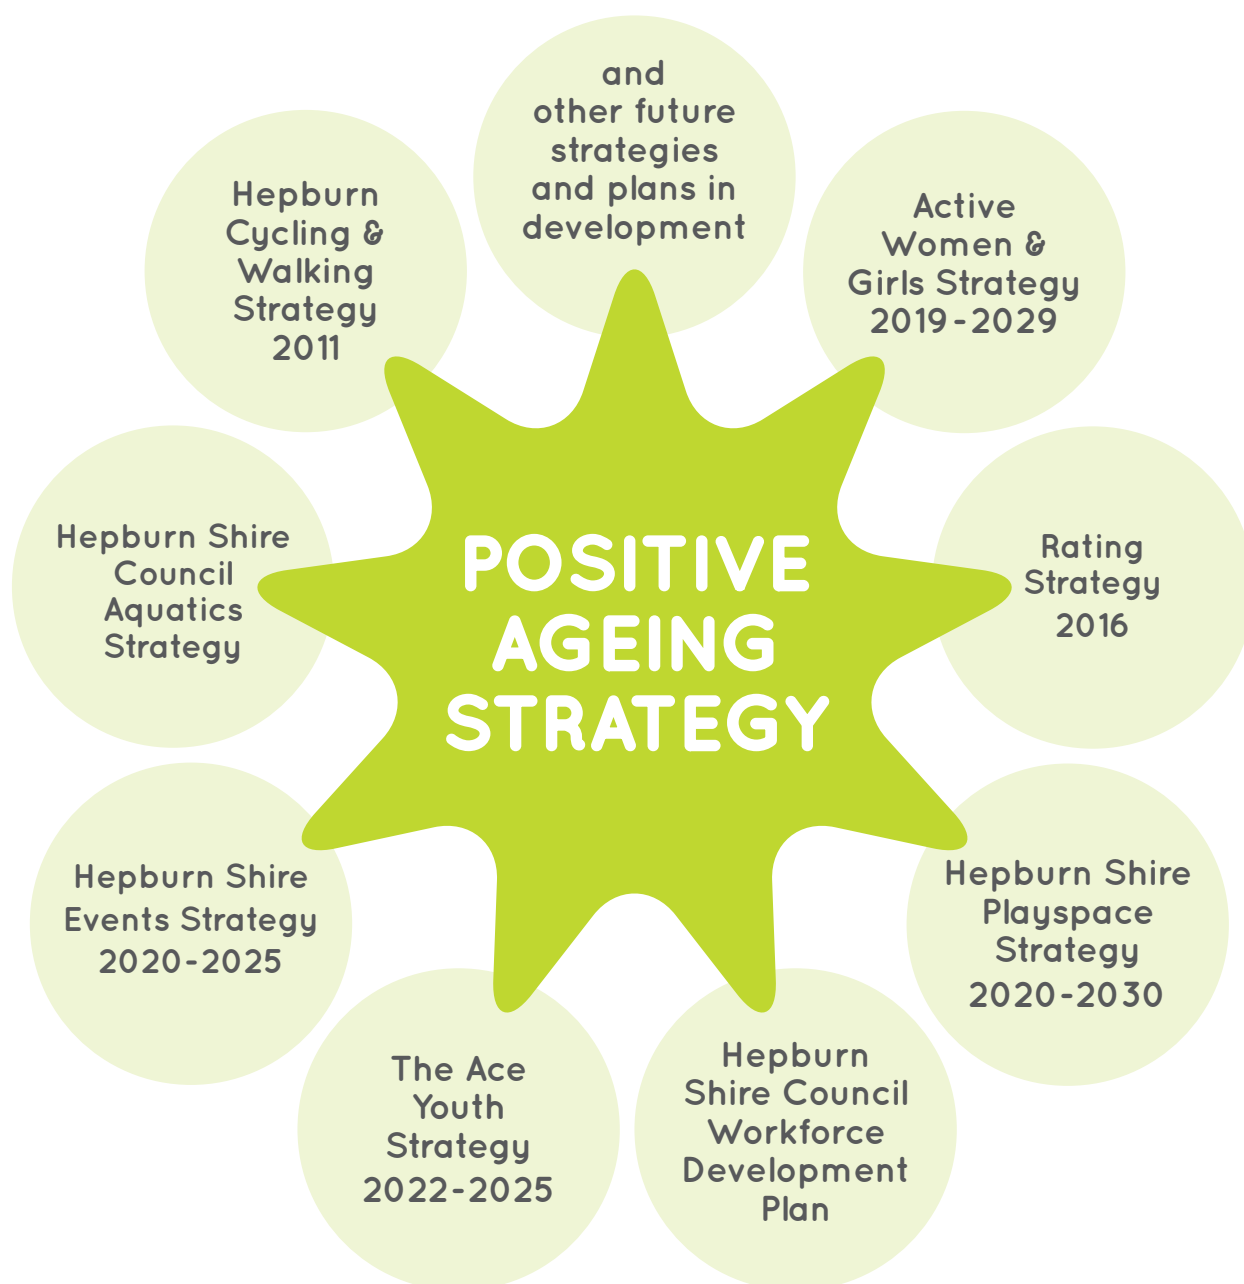 and
other future
strategies
and plans in
development
Active
Women &
Girls Strategy
2019-2029
Rating
Strategy
2016
Hepburn Shire
Playspace
Strategy
2020-2030
Hepburn
Shire Council
Workforce
Development
Plan
The Ace
Youth
Strategy
2022-2025
Hepburn Shire
Events Strategy
2020-2025
Hepburn Shire
Council
Aquatics
Strategy
Hepburn
Cycling &
Walking
Strategy
2011
POSITIVE
AGEING
STRATEGY